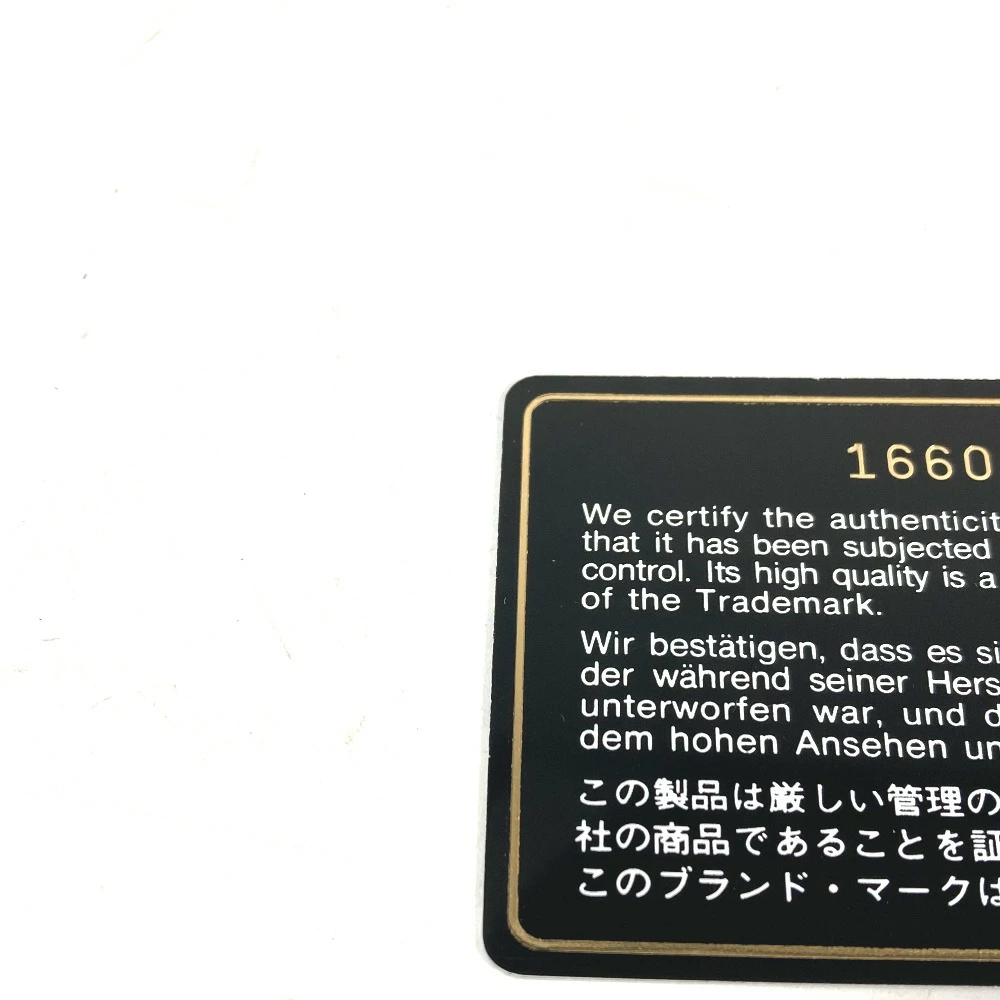 1660
We certify the authenticit
that it has been subjected
control. Its high quality is a
of the Trademark.
Wir bestätigen, dass es si
der während seiner Hers
unterworfen war, und d
dem hohen Ansehen un
この製品は厳しい管理の
社の商品であることを証
このブランド・マークは